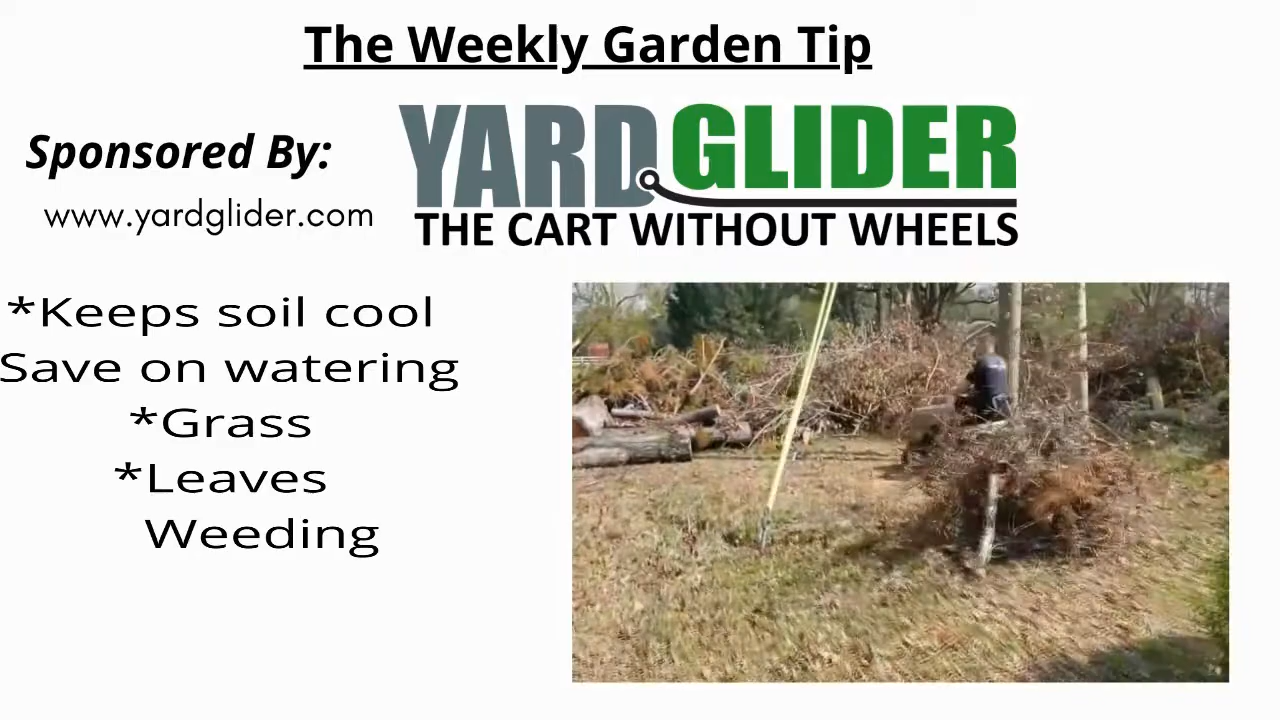 The Weekly Garden Tip
Sponsored By:
www.yardglider.com
YARDGLIDER
THE CART WITHOUT WHEELS
*Keeps soil cool
Save on watering
*Grass
*Leaves
Weeding